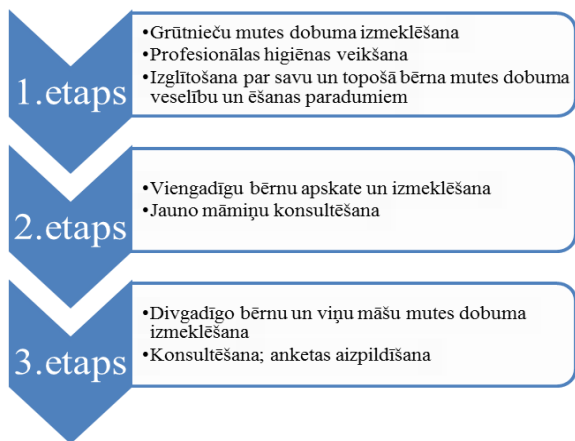 1.etaps
•Grūtnieču mutes dobuma izmeklēšana
•Profesionālas higiēnas veikšana
•Izglītošana par savu un topošā bērna mutes dobuma
veselību un ēšanas paradumiem
2.etaps
•Viengadīgu bērnu apskate un izmeklēšana
•Jauno māmiņu konsultēšana
3.etaps
•Divgadīgo bērnu un viņu māšu mutes dobuma
izmeklēšana
•Konsultēšana; anketas aizpildīšana